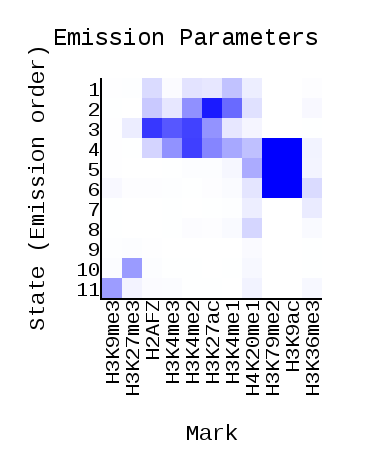 Emission Parameters
State (Emission order)
1
2
3
4
5
6
7
8
9
10
11
H3K9me3
H3K27me3
H2AFZ
H3K4me3
H3K4me2
H3K27ac
H3K4me1
H4K20me1
H3K79me2
H3K9ac
H3K36me3
Mark